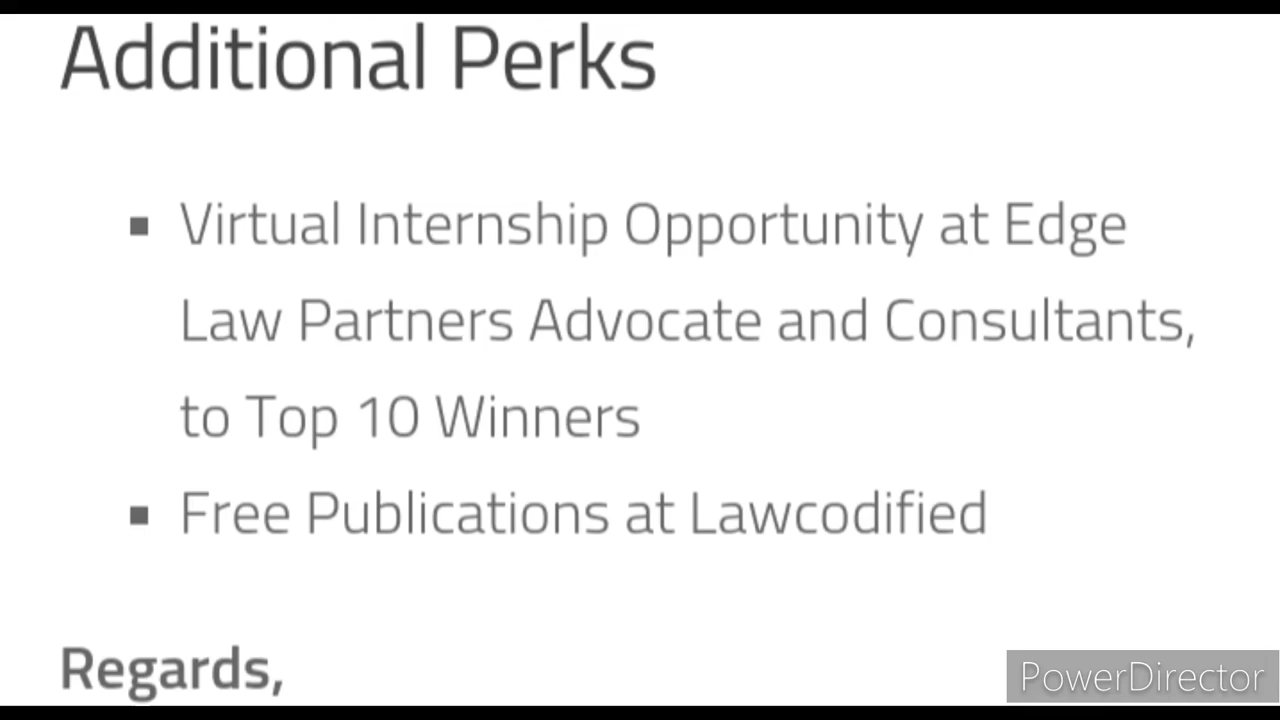 Additional Perks
▪ Virtual Internship Opportunity at Edge
Law Partners Advocate and Consultants,
to Top 10 Winners
▪ Free Publications at Lawcodified
Regards,
PowerDirector